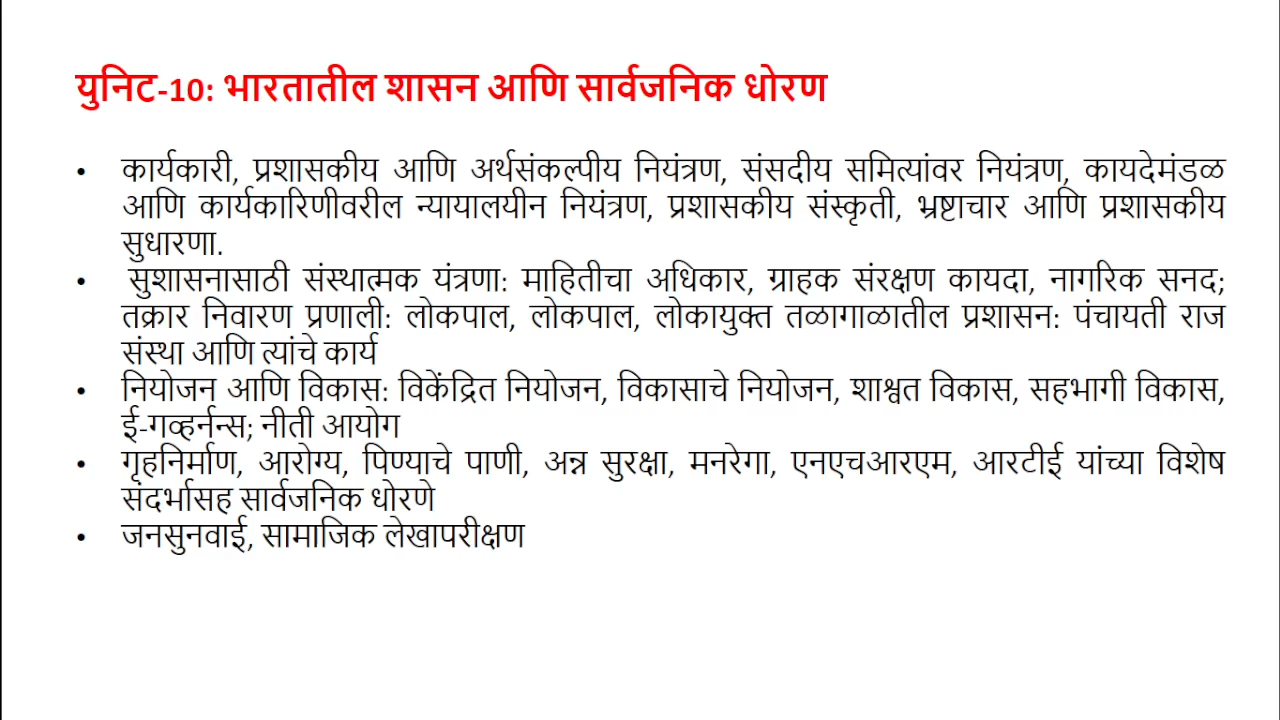 युनिट-10: भारतातील शासन आणि सार्वजनिक धोरण
• कार्यकारी, प्रशासकीय आणि अर्थसंकल्पीय नियंत्रण, संसदीय समित्यांवर नियंत्रण, कायदेमंडळ
आणि कार्यकारिणीवरील न्यायालयीन नियंत्रण, प्रशासकीय संस्कृती, भ्रष्टाचार आणि प्रशासकीय
सुधारणा.
• सुशासनासाठी संस्थात्मक यंत्रणा: माहितीचा अधिकार, ग्राहक संरक्षण कायदा, नागरिक सनद;
तक्रार निवारण प्रणाली: लोकपाल, लोकपाल, लोकायुक्त तळागाळातील प्रशासन: पंचायती राज
संस्था आणि त्यांचे कार्य
• नियोजन आणि विकास: विकेंद्रित नियोजन, विकासाचे नियोजन, शाश्वत विकास, सहभागी विकास,
ई-गव्हर्नन्स; नीती आयोग
• गृहनिर्माण, आरोग्य, पिण्याचे पाणी, अन्न सुरक्षा, मनरेगा, एनएचआरएम, आरटीई यांच्या विशेष
संदर्भासह सार्वजनिक धोरणे
• जनसुनवाई, सामाजिक लेखापरीक्षण